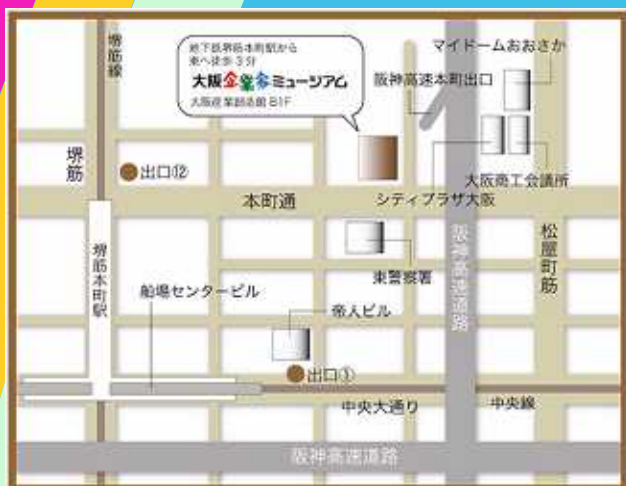 堺筋線
地下鉄堺筋本町駅から
東へ徒歩3分
大阪企業家ミュージアム
大阪産業創造館 B1F
マイドームおおさか
阪神高速本町出口
堺筋
出口⑫
大阪商工会議所
シティプラザ大阪
本町通
松屋町筋
阪神高速道路
東警察署
堺筋本町駅
船場センタービル
帝人ビル
出口①
中央大通り
中央線
阪神高速道路